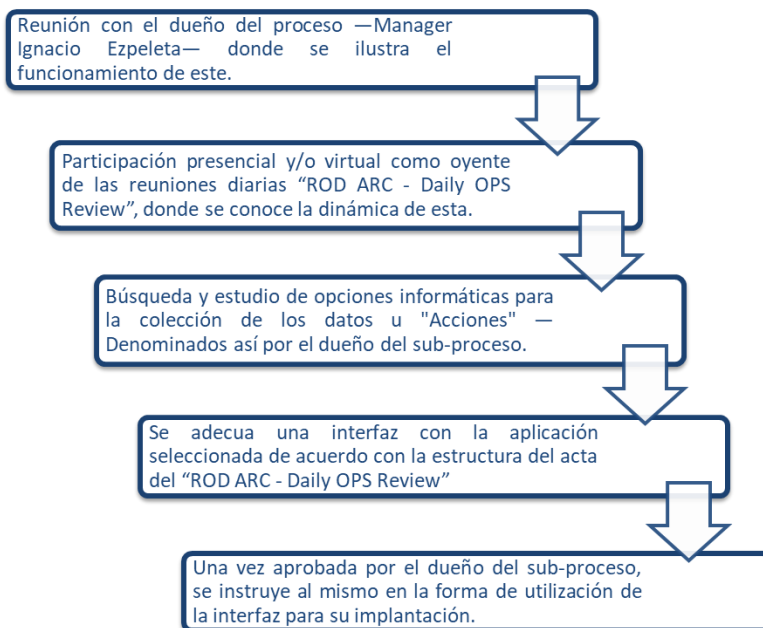 Reunión con el dueño del proceso —Manager
Ignacio Ezpeleta— donde se ilustra el
funcionamiento de este.
Participación presencial y/o virtual como oyente
de las reuniones diarias “ROD ARC - Daily OPS
Review”, donde se conoce la dinámica de esta.
Búsqueda y estudio de opciones informáticas para
la colección de los datos u "Acciones" —
Denominados así por el dueño del sub-proceso.
Se adecua una interfaz con la aplicación
seleccionada de acuerdo con la estructura del acta
del “ROD ARC - Daily OPS Review”
Una vez aprobada por el dueño del sub-proceso,
se instruye al mismo en la forma de utilización de
la interfaz para su implantación.